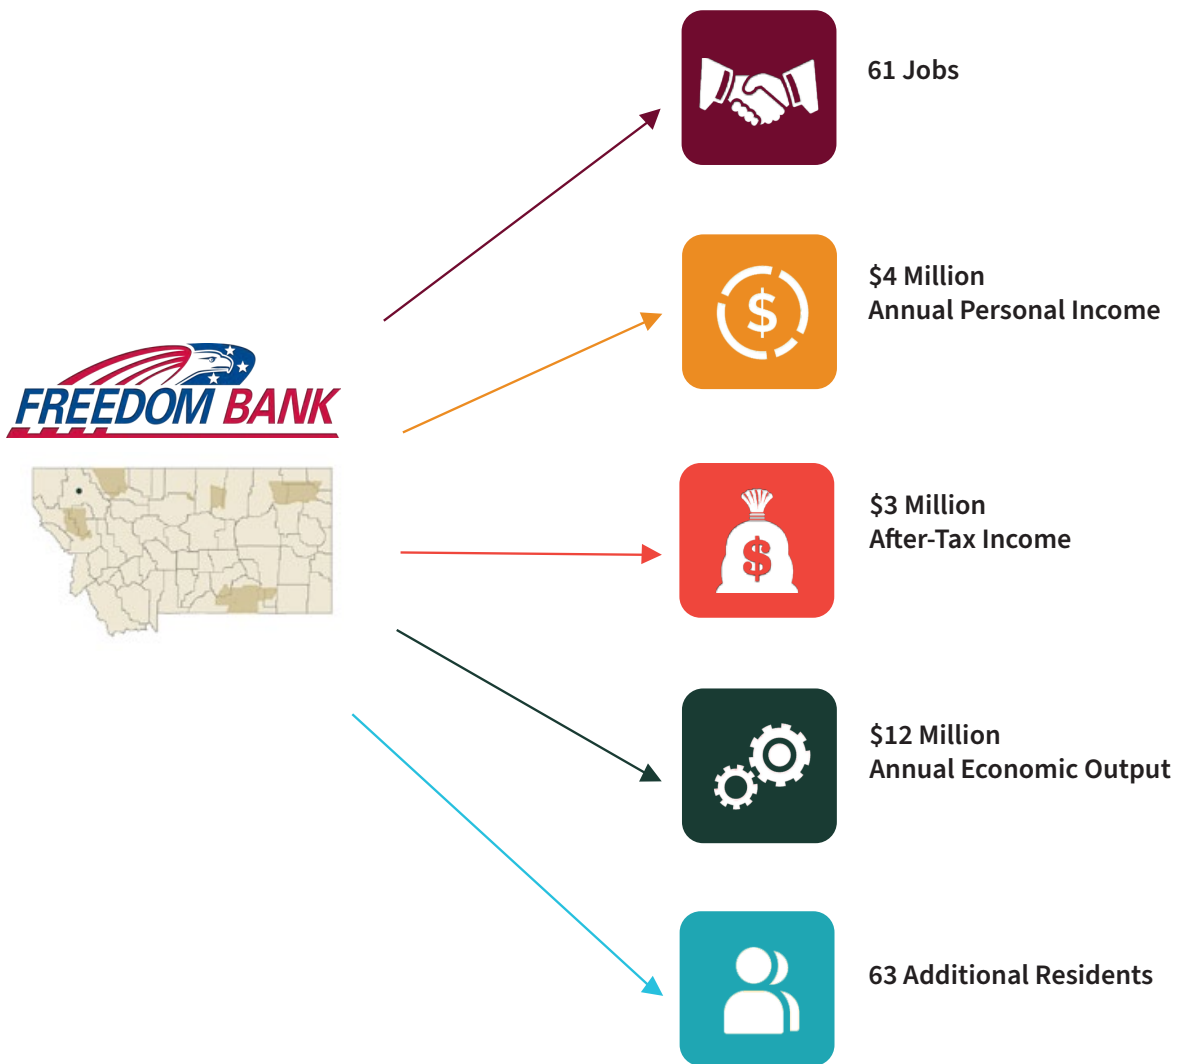 61 Jobs
$4 Million
Annual Personal Income
FREEDOM BANK
$
$3 Million
After-Tax Income
$
$12 Million
Annual Economic Output
63 Additional Residents